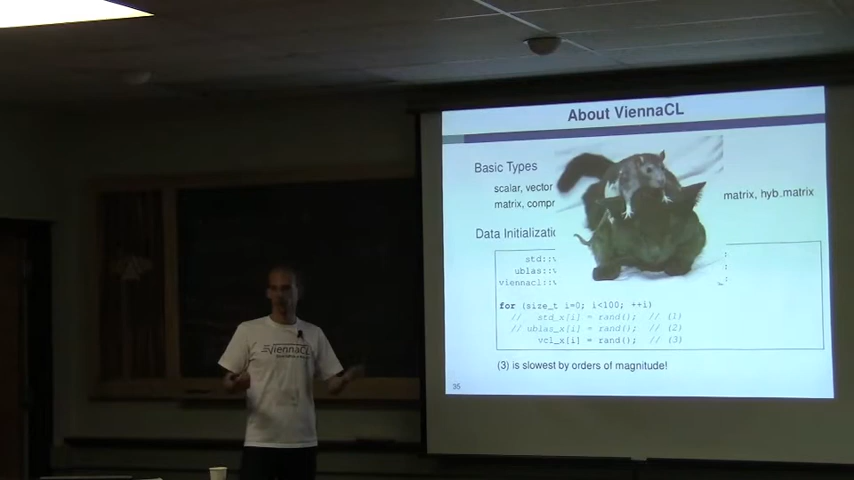 About ViennaCL
Basic Types
scalar, vector
matrix, compr
matrix, hyb_matrix
Data Initializatio
std::v
ublas::v
viennacl::v
for (size_t i=0; i<100; ++i)
// std_x[i] = rand(); // (1)
// ublas_x[i] = rand(); // (2)
vcl_x[i] = rand(); // (3)
(3) is slowest by orders of magnitude!
35
ViennaCL